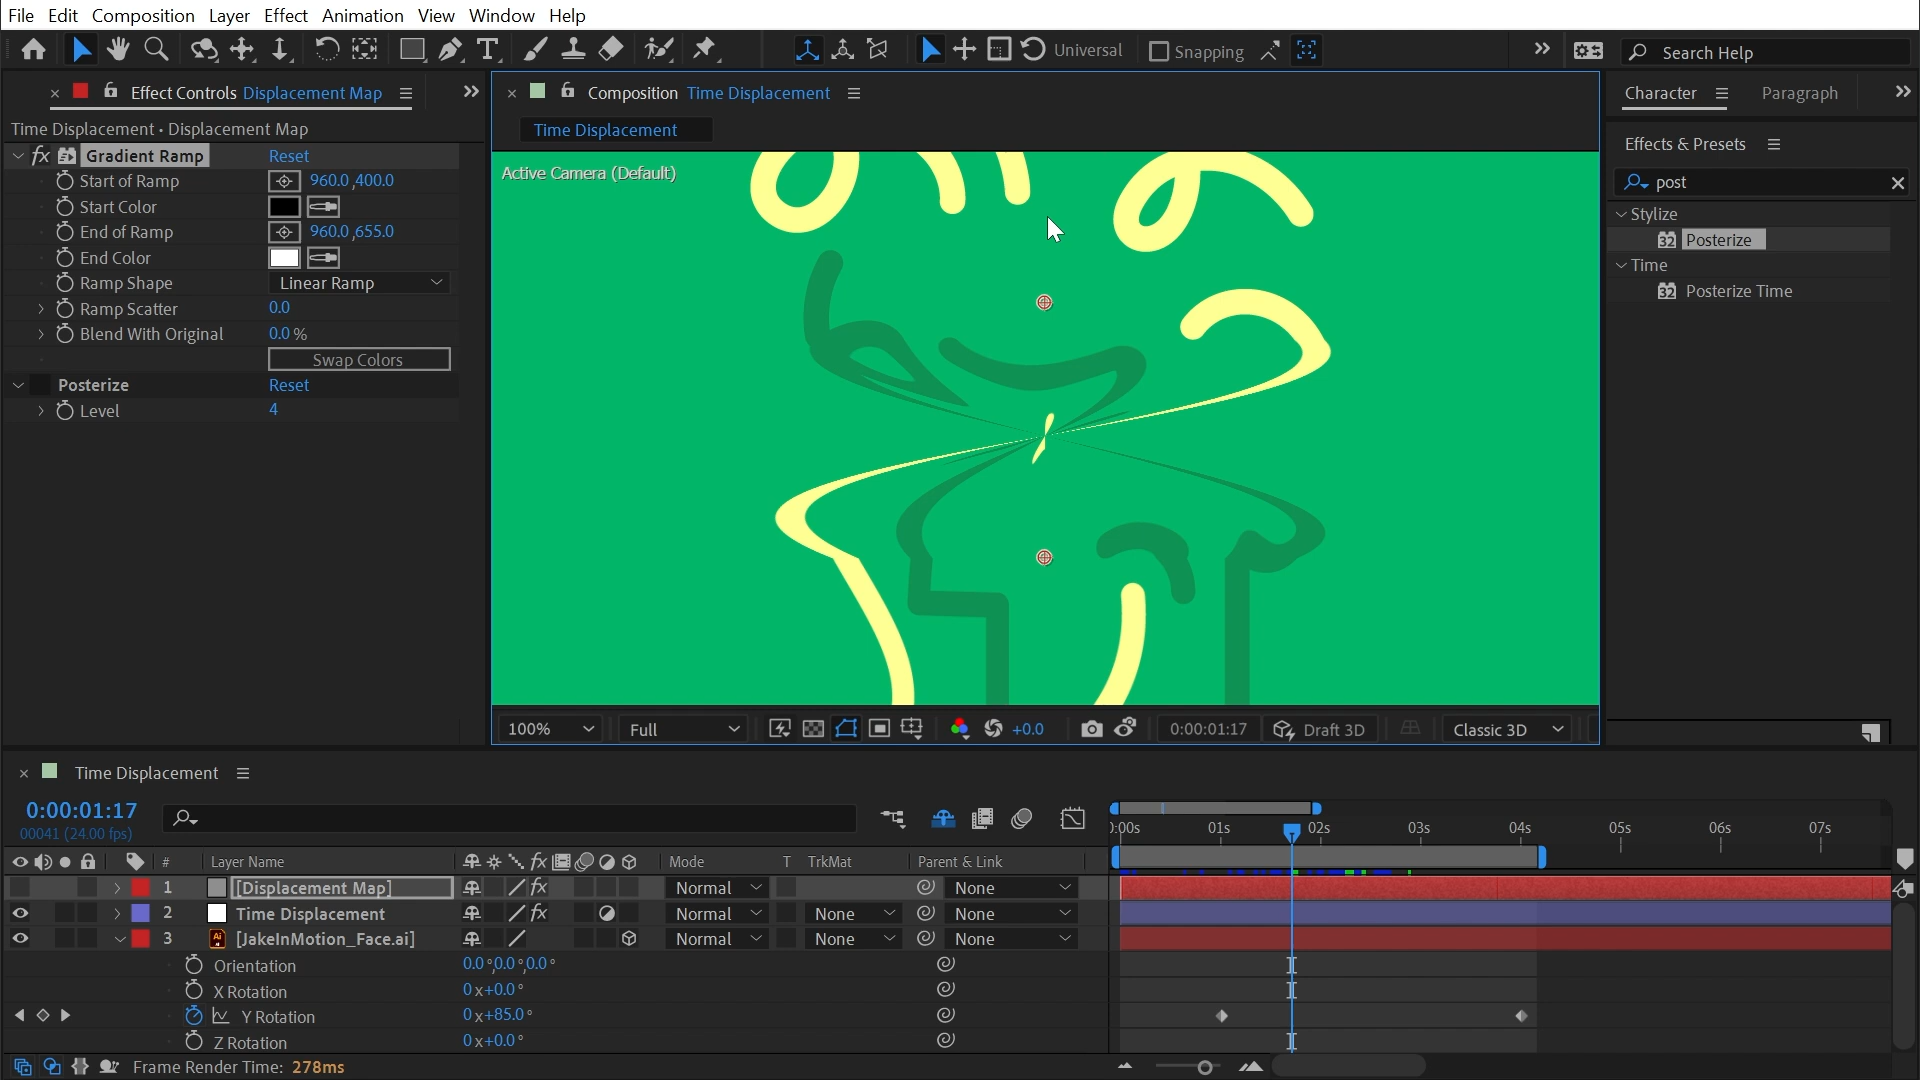 File Edit Composition Layer Effect Animation View Window Help
Universal Snapping Search Help
Effect Controls Displacement Map
Composition Time Displacement
Character Paragraph
Time Displacement • Displacement Map
Time Displacement
Effects & Presets
fx Gradient Ramp Reset
Active Camera (Default)
Start of Ramp 960.0,400.0
post
Start Color
Stylize
End of Ramp 960.0,655.0
32 Posterize
End Color
Time
Ramp Shape Linear Ramp
32 Posterize Time
Ramp Scatter 0.0
Blend With Original 0.0 %
Swap Colors
Posterize Reset
Level 4
100% Full +0.0 0:00:01:17 Draft 3D Classic 3D
Time Displacement
0:00:01:17
00041 (24.00 fps)
):00s 01s 02s 03s 04s 05s 06s 07s
# Layer Name fx Mode T TrkMat Parent & Link
1 [Displacement Map] fx Normal None
2 Time Displacement fx Normal None None
3 Ai [JakeInMotion_Face.ai] Normal None None
Orientation 0.0°,0.0°,0.0°
X Rotation 0x+0.0°
Y Rotation 0x+85.0°
Z Rotation 0x+0.0°
Frame Render Time: 278ms